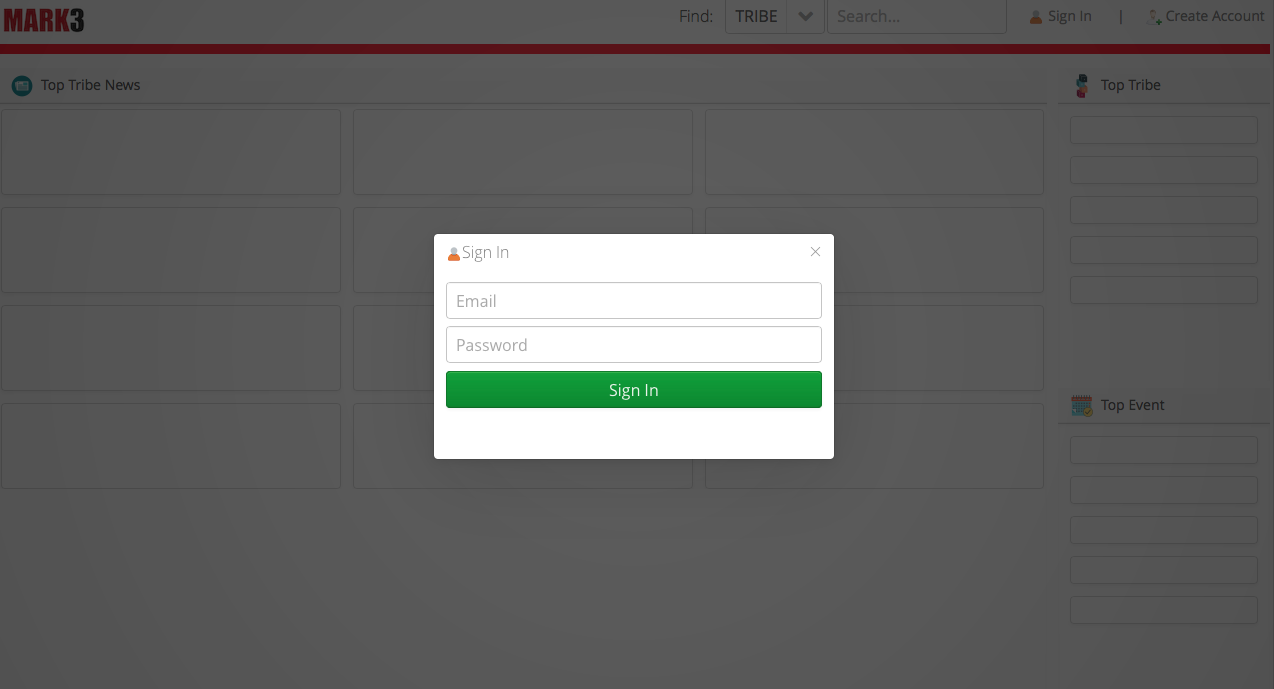 MARK3
Find: TRIBE Search... Sign In | Create Account
Top Tribe News
Top Tribe
Sign In ×
Email
Password
Sign In
Top Event